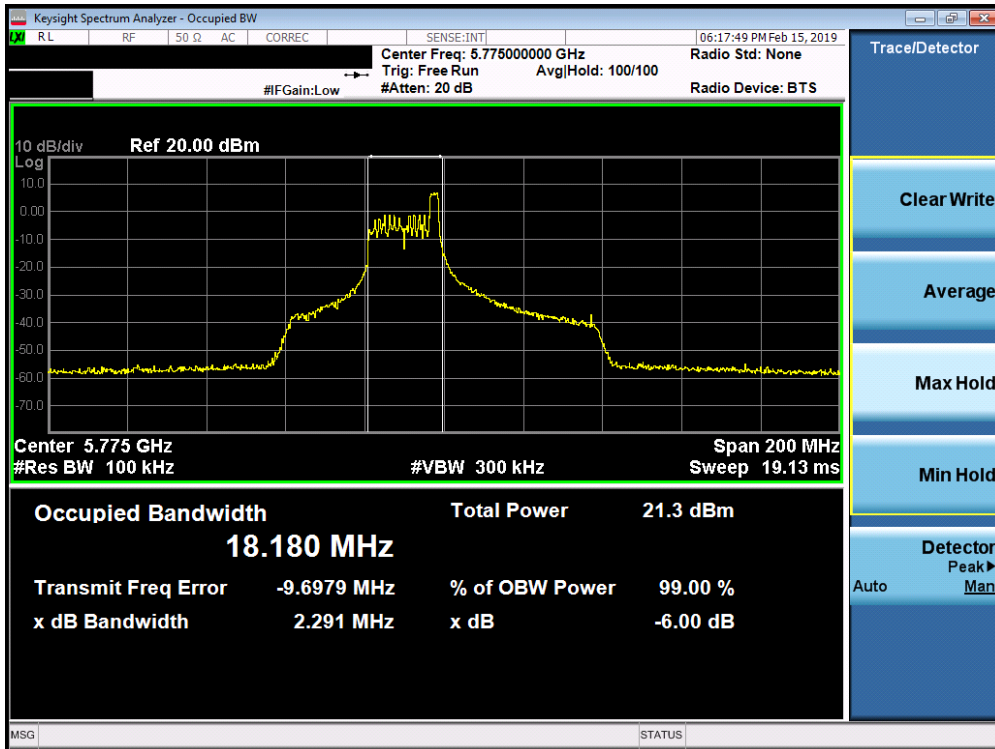 Keysight Spectrum Analyzer - Occupied BW
LXI RL RF 50 Ω AC CORREC SENSE:INT 06:17:49 PM Feb 15, 2019
Center Freq: 5.775000000 GHz Radio Std: None
Trig: Free Run Avg|Hold: 100/100
#IFGain:Low #Atten: 20 dB Radio Device: BTS
10 dB/div Ref 20.00 dBm
Log
10.0
0.00
-10.0
-20.0
-30.0
-40.0
-50.0
-60.0
-70.0
Center 5.775 GHz Span 200 MHz
#Res BW 100 kHz #VBW 300 kHz Sweep 19.13 ms
Occupied Bandwidth Total Power 21.3 dBm
18.180 MHz
Transmit Freq Error -9.6979 MHz % of OBW Power 99.00 %
x dB Bandwidth 2.291 MHz x dB -6.00 dB
MSG STATUS
Trace/Detector
Clear Write
Average
Max Hold
Min Hold
Detector
Peak▶
Auto Man